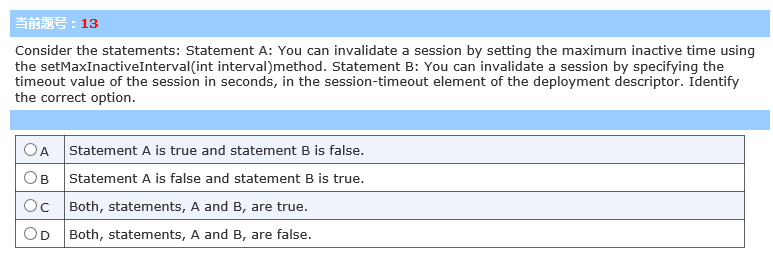 当前题号：13
Consider the statements: Statement A: You can invalidate a session by setting the maximum inactive time using
the setMaxInactiveInterval(int interval)method. Statement B: You can invalidate a session by specifying the
timeout value of the session in seconds, in the session-timeout element of the deployment descriptor. Identify
the correct option.
A Statement A is true and statement B is false.
B Statement A is false and statement B is true.
C Both, statements, A and B, are true.
D Both, statements, A and B, are false.